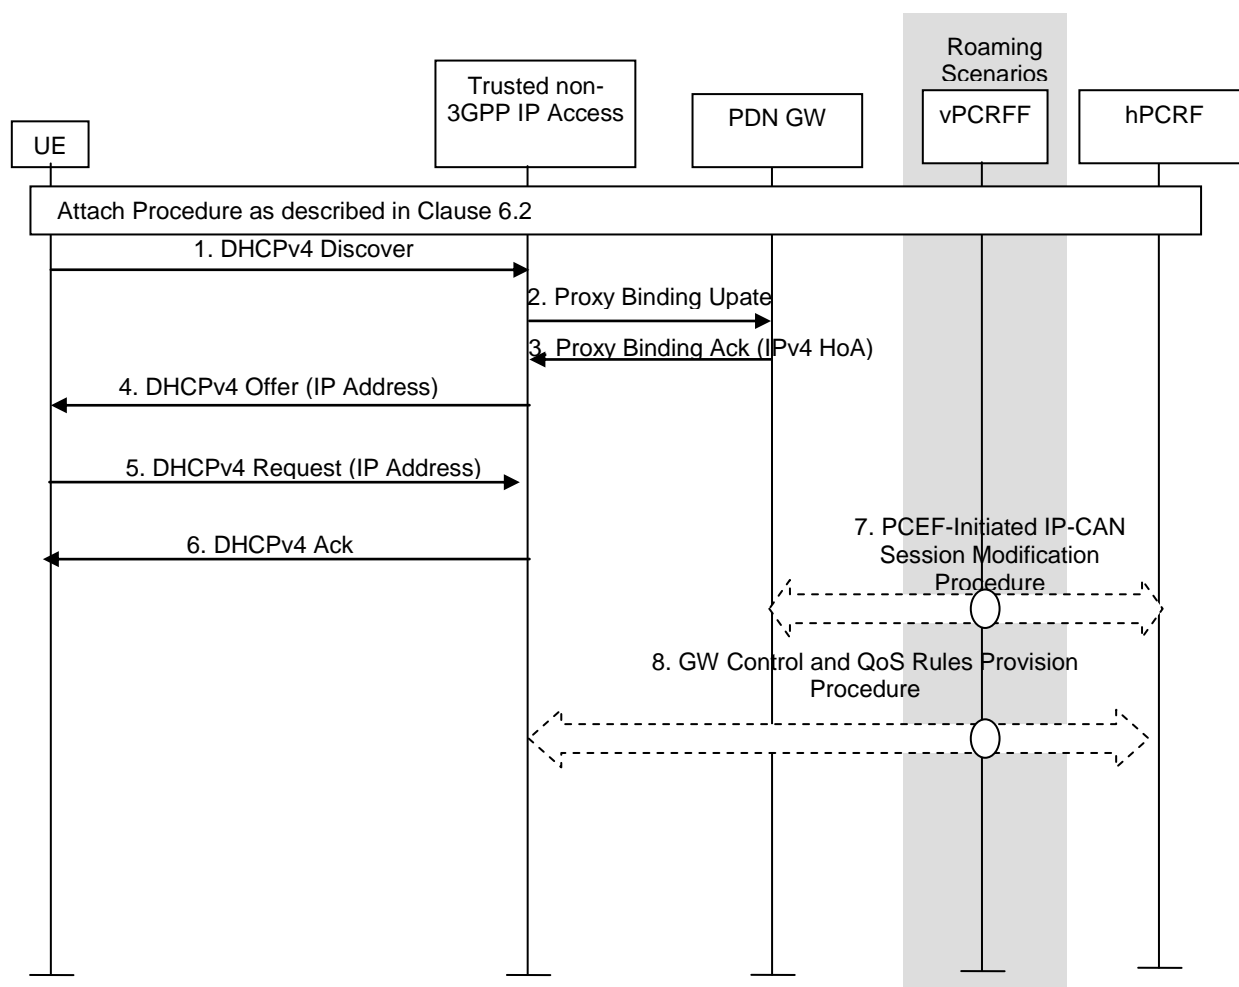 Roaming
Scenarios
Trusted non-
3GPP IP Access
PDN GW
vPCRFF
hPCRF
UE
Attach Procedure as described in Clause 6.2
1. DHCPv4 Discover
2. Proxy Binding Upate
3. Proxy Binding Ack (IPv4 HoA)
4. DHCPv4 Offer (IP Address)
5. DHCPv4 Request (IP Address)
6. DHCPv4 Ack
7. PCEF-Initiated IP-CAN
Session Modification
Procedure
8. GW Control and QoS Rules Provision
Procedure